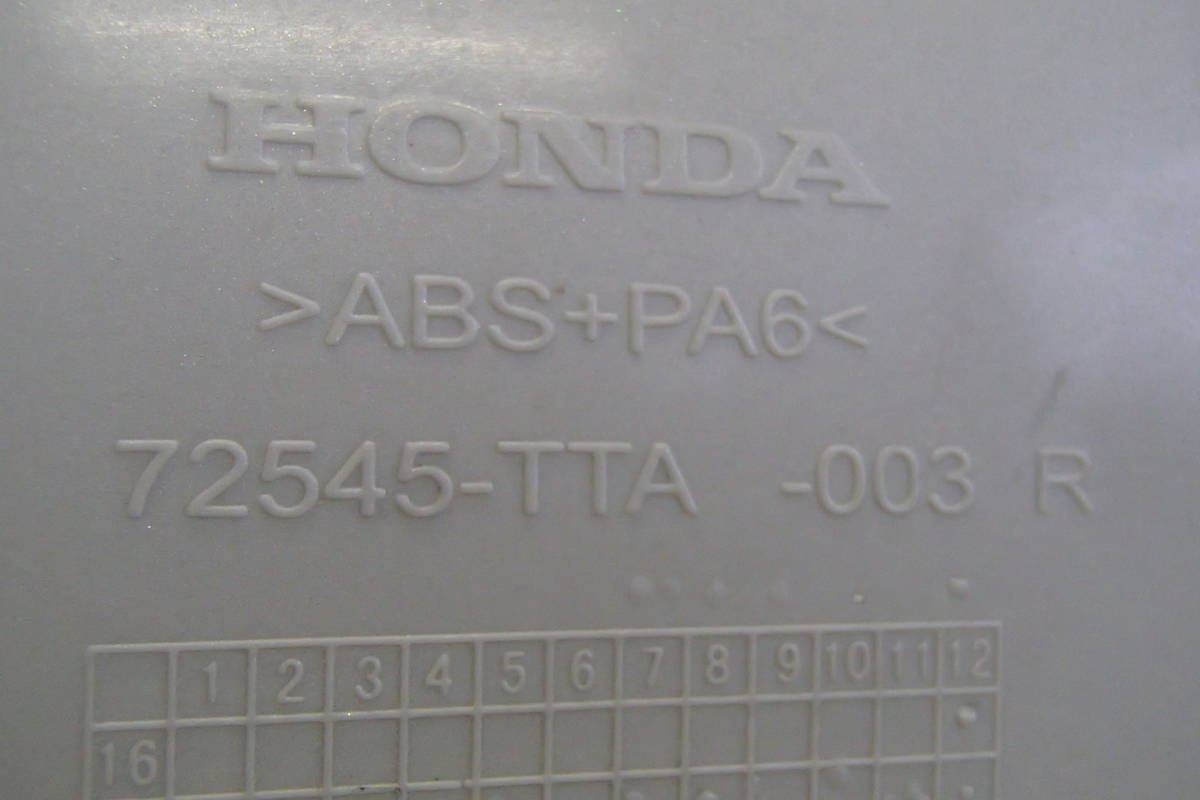 HONDA
>ABS+PA6<
72545-TTA -003 R
1 2 3 4 5 6 7 8 9 10 11 12
16